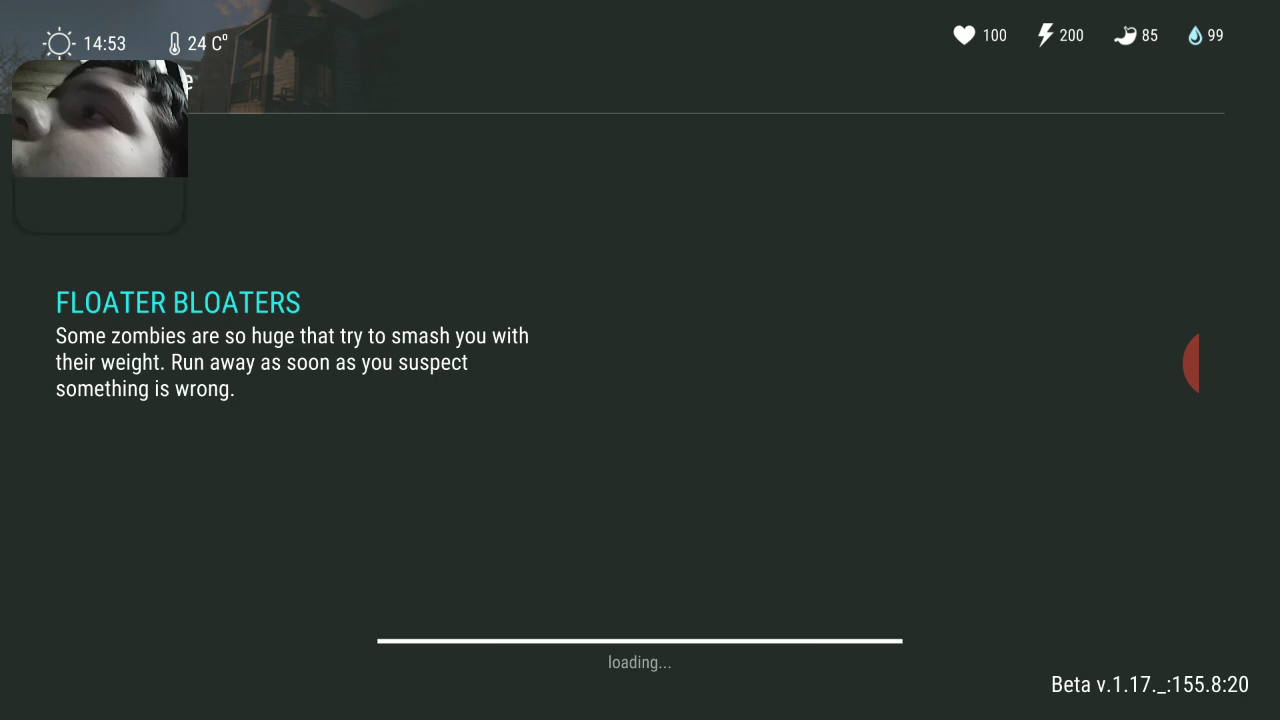 14:53 24 Cº 100 200 85 99
FLOATER BLOATERS
Some zombies are so huge that try to smash you with
their weight. Run away as soon as you suspect
something is wrong.
loading...
Beta v.1.17._:155.8:20